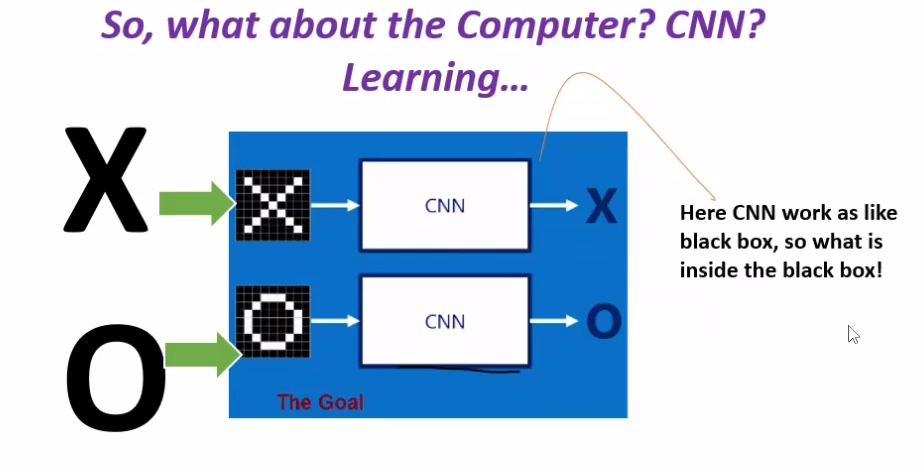 So, what about the Computer? CNN?
Learning...
X
CNN
X
Here CNN work as like
black box, so what is
inside the black box!
O
CNN
O
The Goal